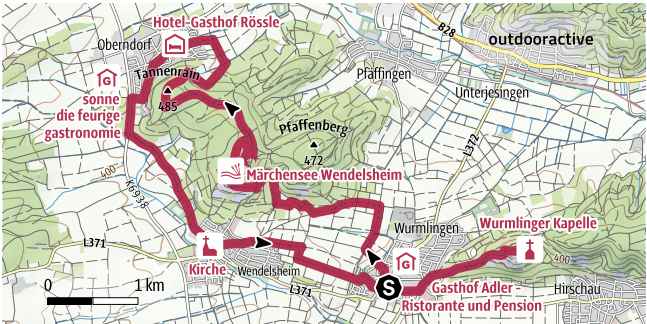 Hotel-Gasthof Rössle
B28
outdooractive
Oberndorf
Tannenrain
485
Pfäffingen
G
sonne
die feurige
gastronomie
Unterjesingen
Pfaffenberg
472
L372
400
Märchensee Wendelsheim
K6938
Wurmlingen
Wurmlinger Kapelle
L371
Kirche
Wendelsheim
400
0
1 km
L371
S
Gasthof Adler -
Ristorante und Pension
Hirschau